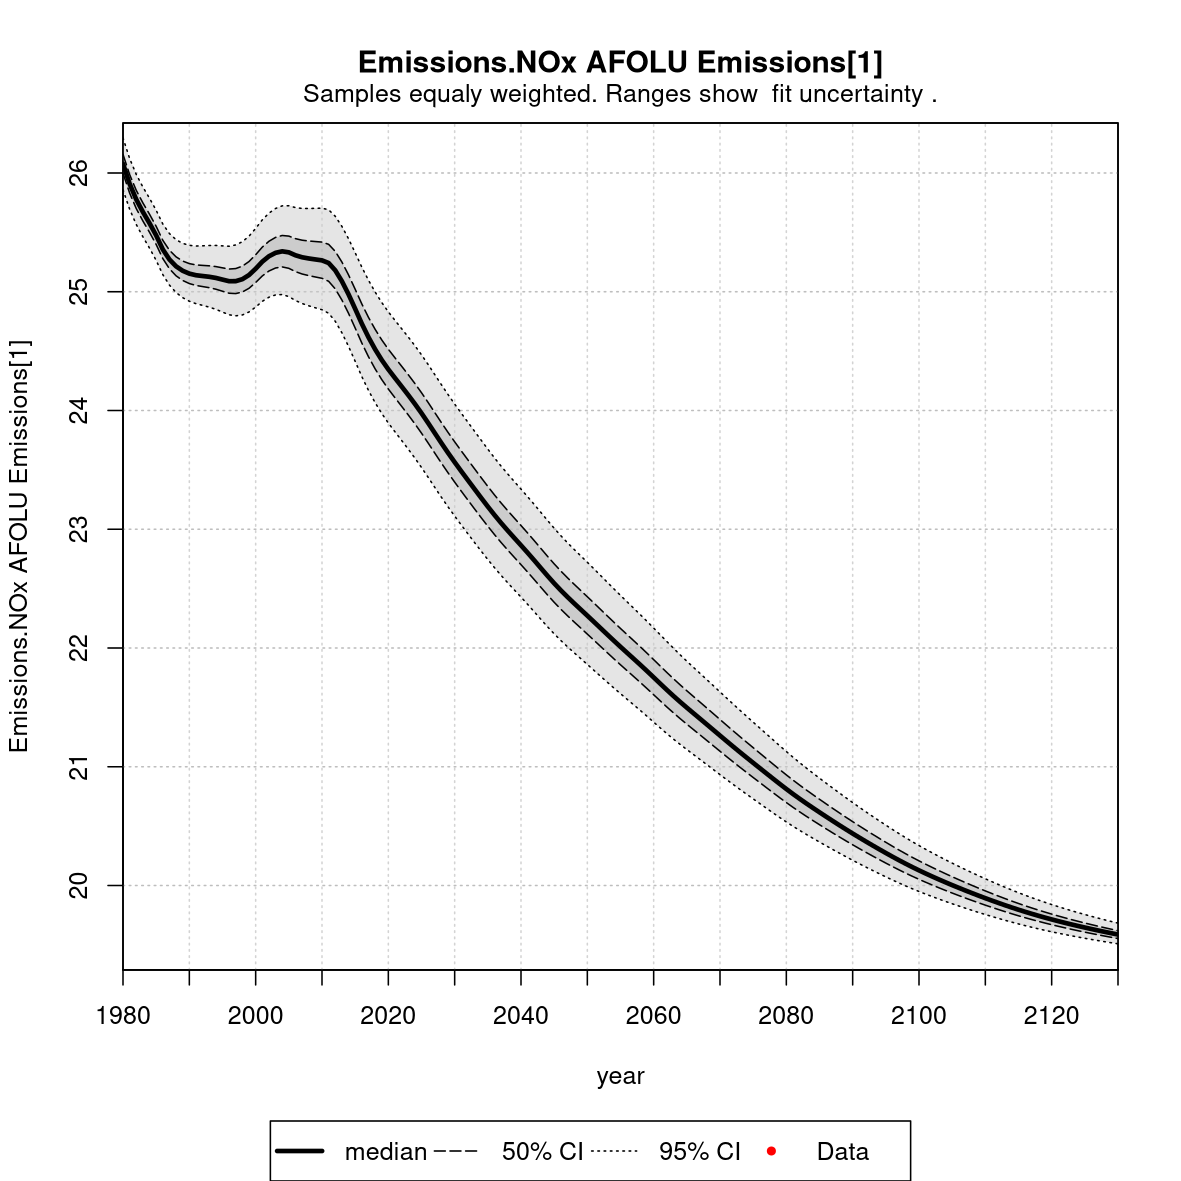 Emissions.NOx AFOLU Emissions[1]
Samples equaly weighted. Ranges show  fit uncertainty .
Emissions.NOx AFOLU Emissions[1]
26
25
24
23
22
21
20
1980 2000 2020 2040 2060 2080 2100 2120
year
median 50% CI 95% CI Data